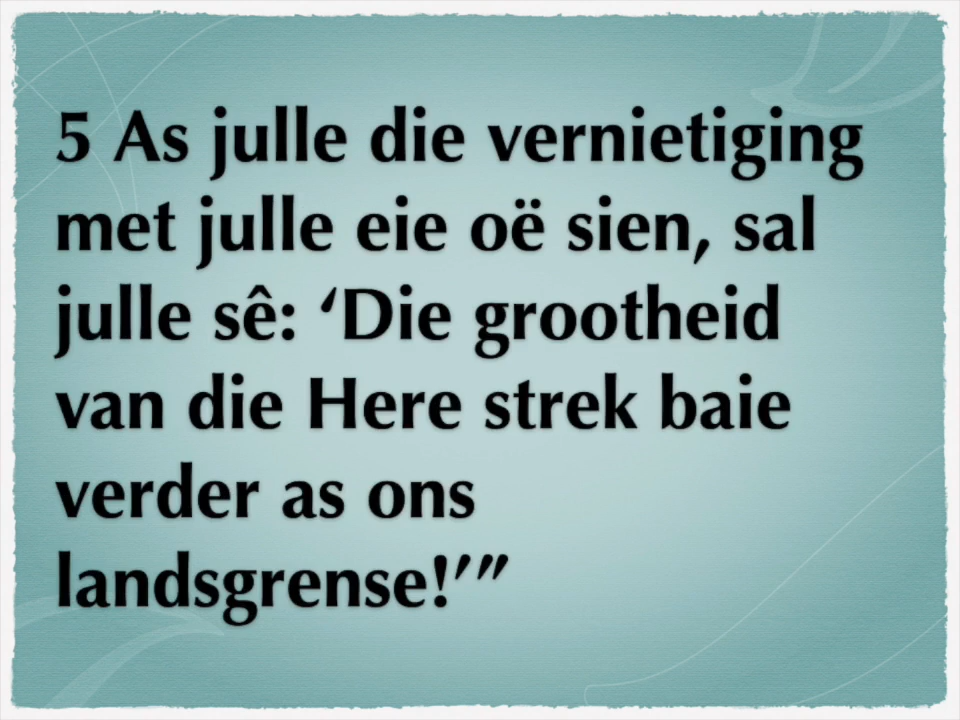 5 As julle die vernietiging
met julle eie oë sien, sal
julle sê: ‘Die grootheid
van die Here strek baie
verder as ons
landsgrense!’”